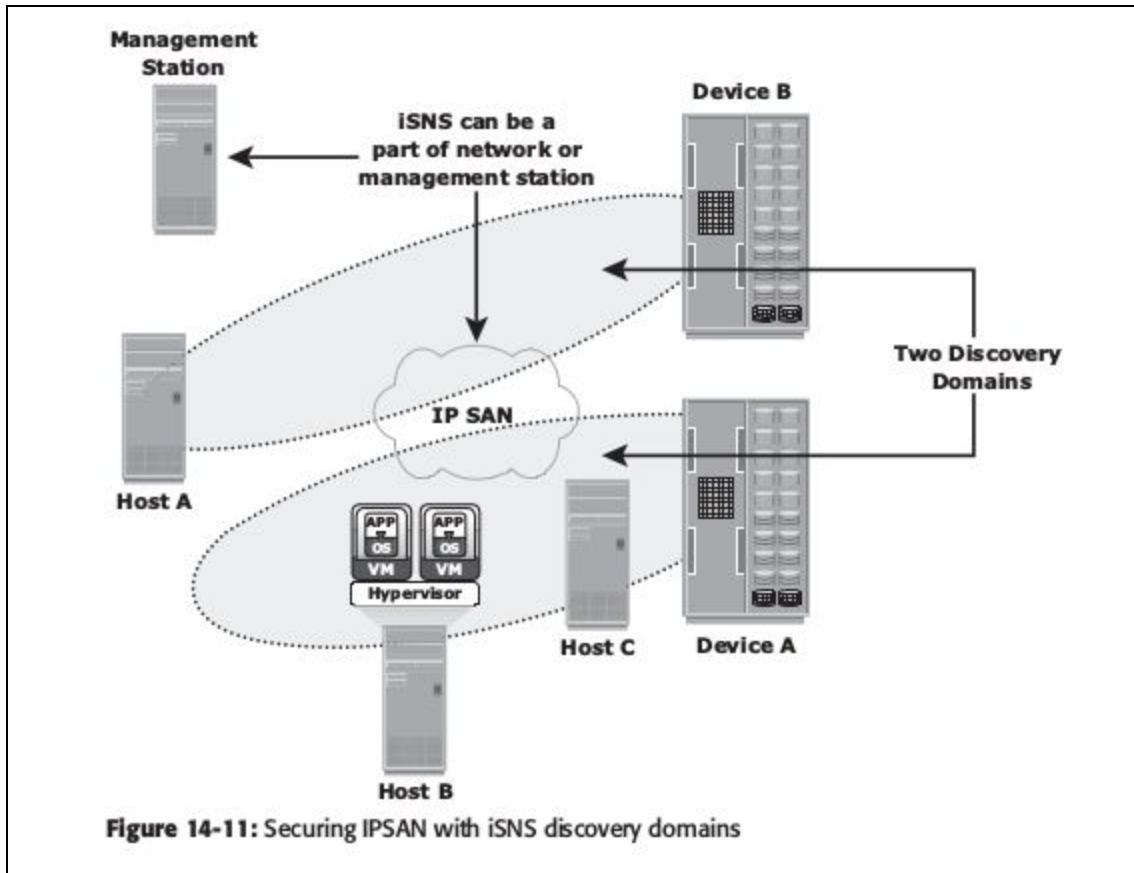 Management
Station
Device B
iSNS can be a
part of network or
management station
Two Discovery
Domains
IP SAN
Host A
APP
OS
VM
APP
OS
VM
Hypervisor
Host C
Device A
Host B
Figure 14-11: Securing IPSAN with iSNS discovery domains